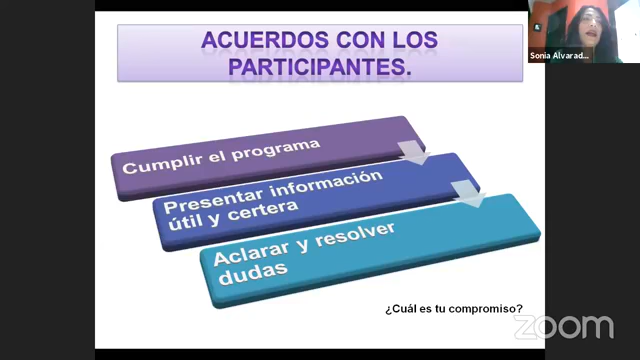 ACUERDOS CON LOS
PARTICIPANTES.
Sonia Alvarad...
Cumplir el programa
Presentar información
útil y certera
Aclarar y resolver
dudas
¿Cuál es tu compromiso?
zoom